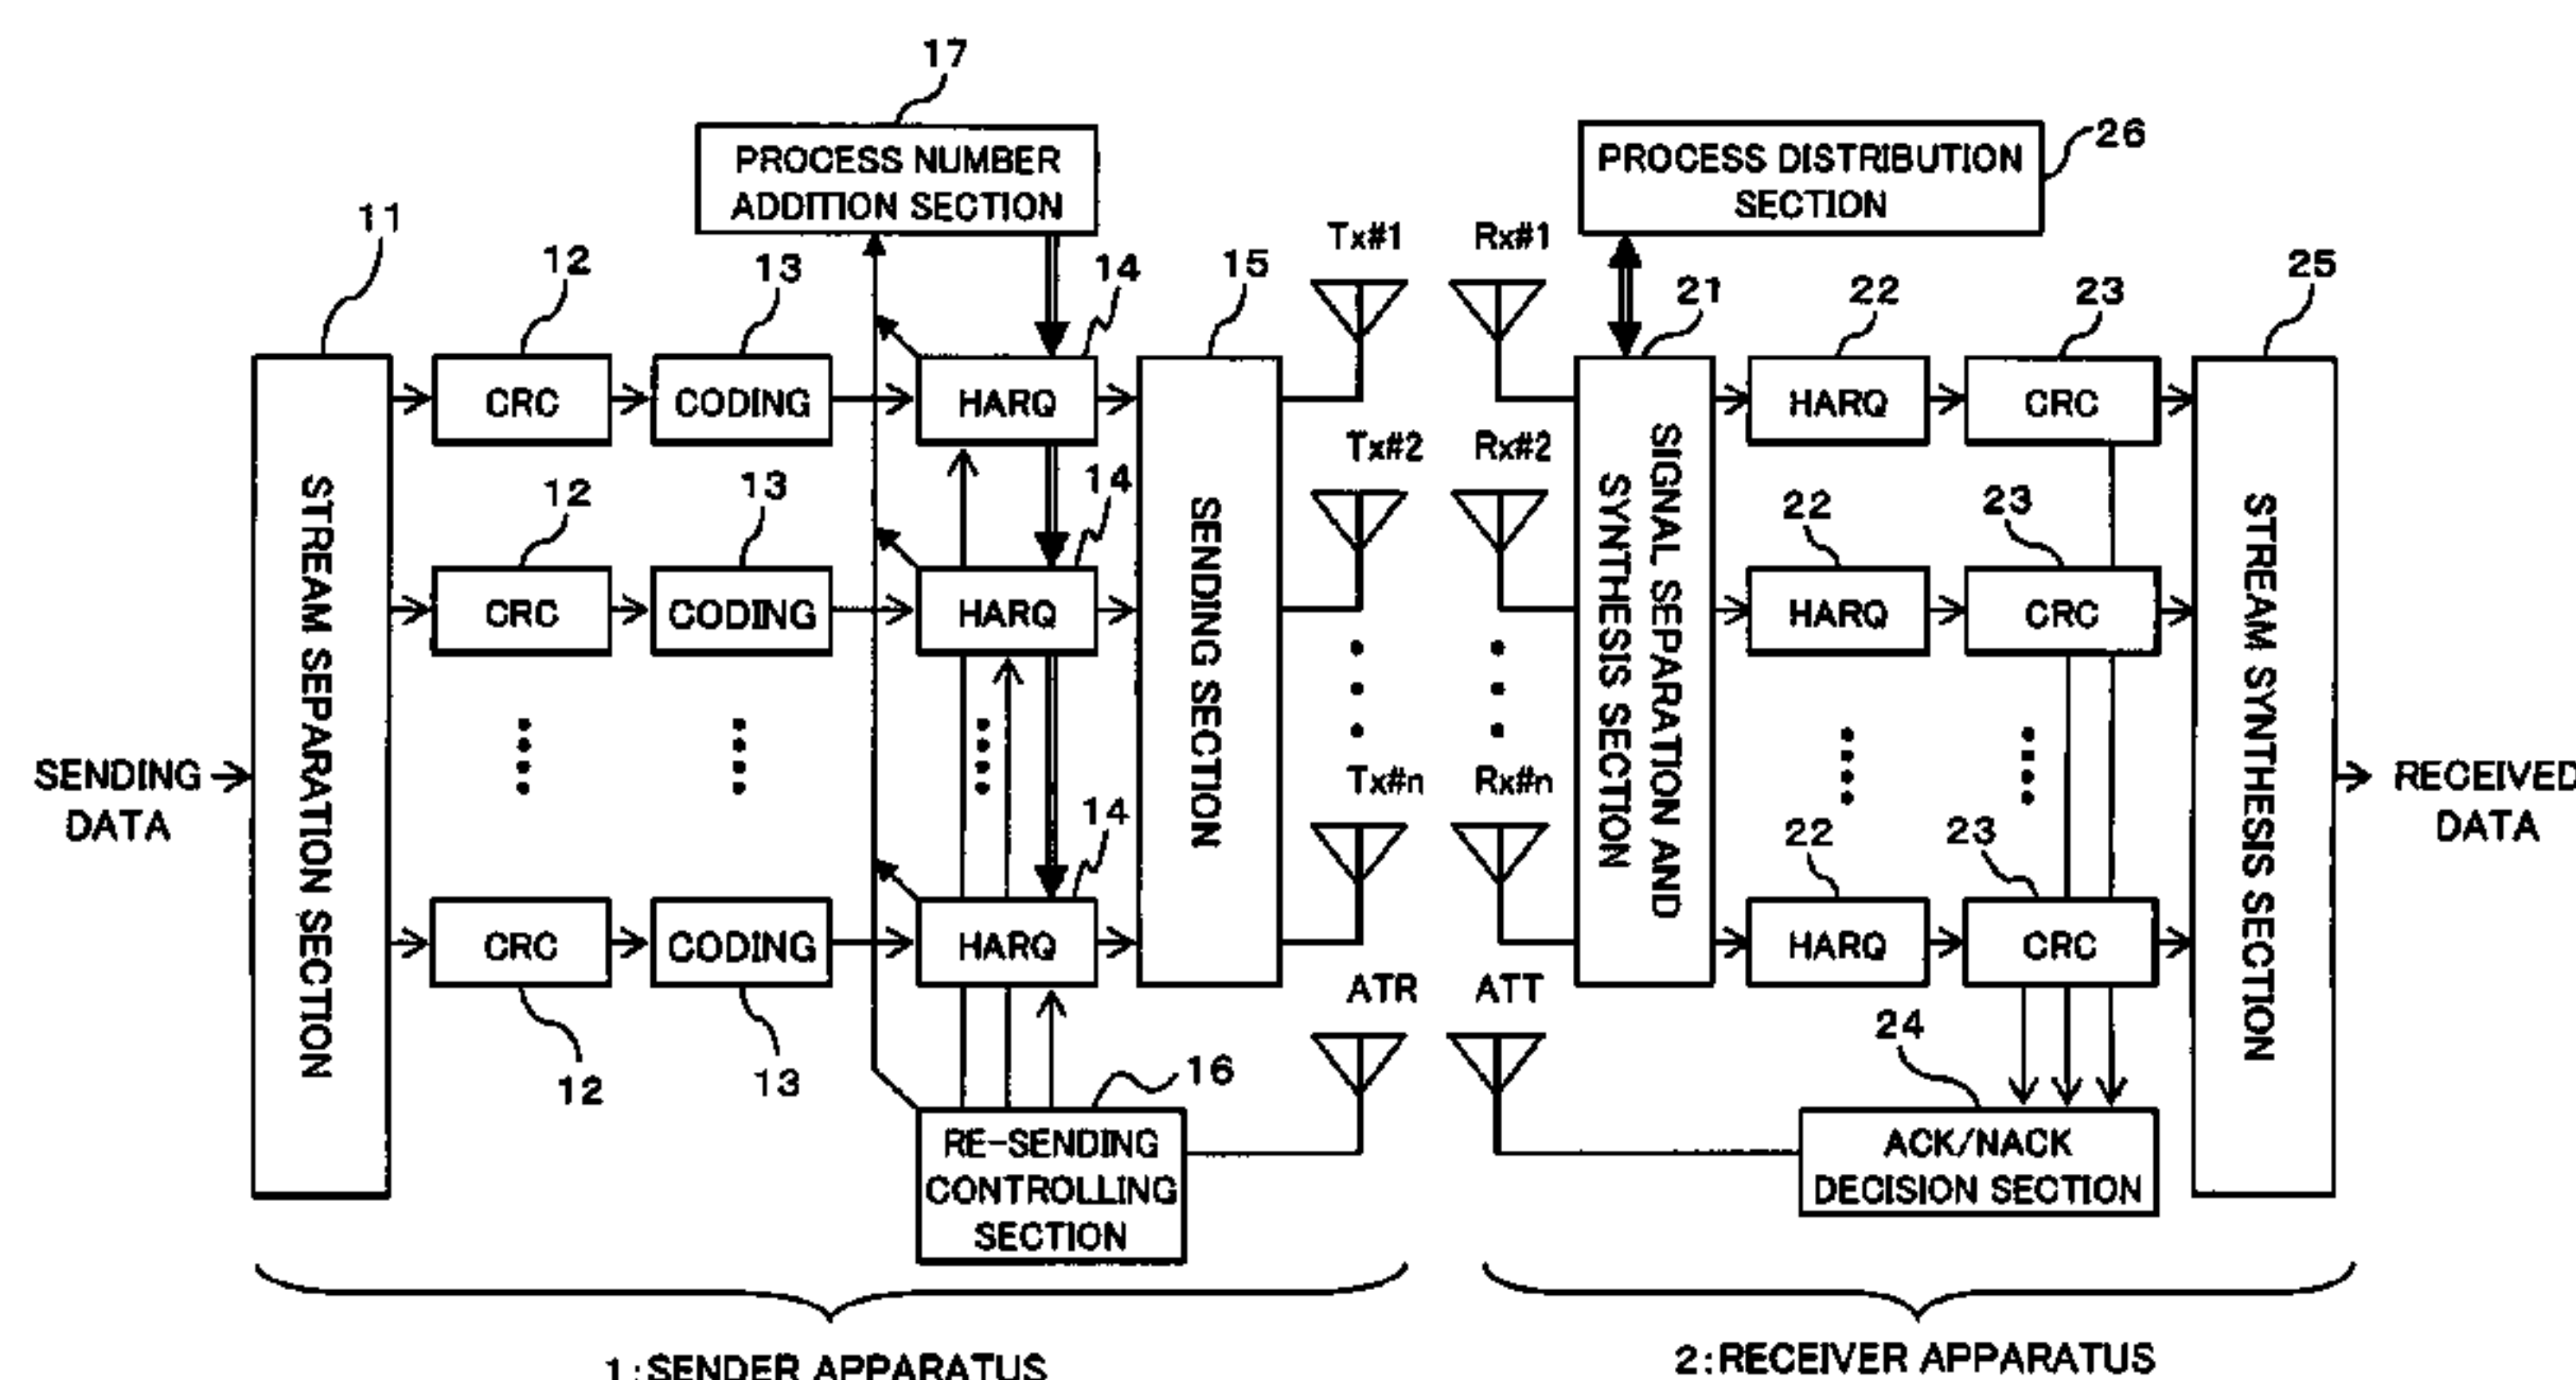 17
PROCESS NUMBER
ADDITION SECTION
26
PROCESS DISTRIBUTION
SECTION
11
12
13
14
15
Tx#1
Rx#1
21
22
23
25
CRC
CODING
HARQ
HARQ
CRC
12
13
14
Tx#2
Rx#2
22
23
CRC
CODING
HARQ
HARQ
CRC
STREAM SEPARATION SECTION
SENDING SECTION
SIGNAL SEPARATION AND
SYNTHESIS SECTION
STREAM SYNTHESIS SECTION
SENDING
DATA
RECEIVED
DATA
14
Tx#n
Rx#n
22
23
CRC
CODING
HARQ
HARQ
CRC
12
13
16
ATR
ATT
24
RE-SENDING
CONTROLLING
SECTION
ACK/NACK
DECISION SECTION
1:SENDER APPARATUS
2:RECEIVER APPARATUS